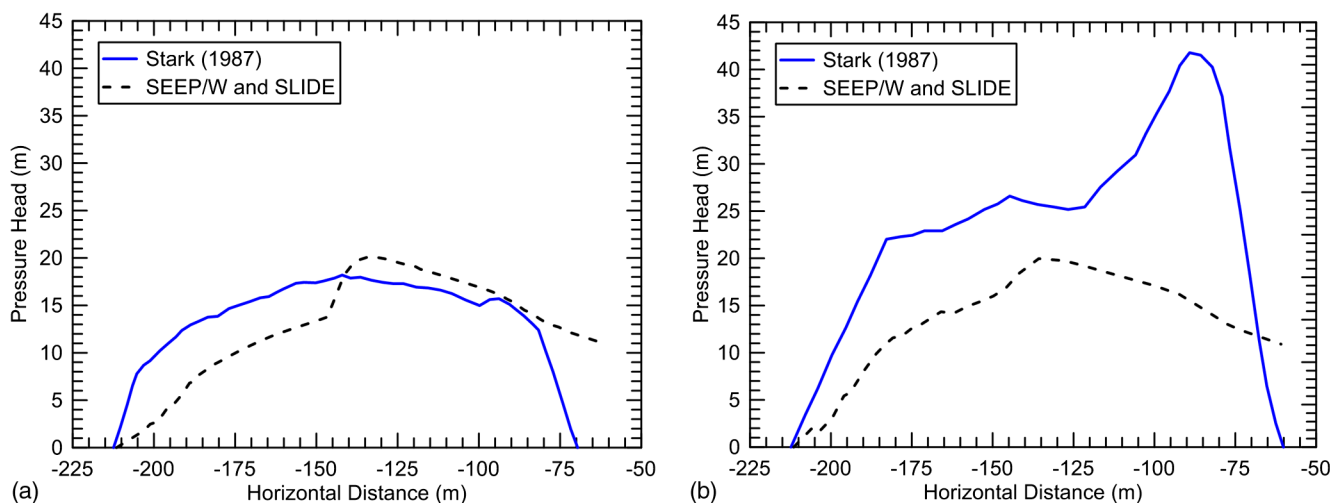 45
40
35
30
25
20
15
10
5
0
Pressure Head (m)
Stark (1987)
SEEP/W and SLIDE
-225 -200 -175 -150 -125 -100 -75 -50
Horizontal Distance (m)
(a)
45
40
35
30
25
20
15
10
5
0
Pressure Head (m)
Stark (1987)
SEEP/W and SLIDE
-225 -200 -175 -150 -125 -100 -75 -50
Horizontal Distance (m)
(b)